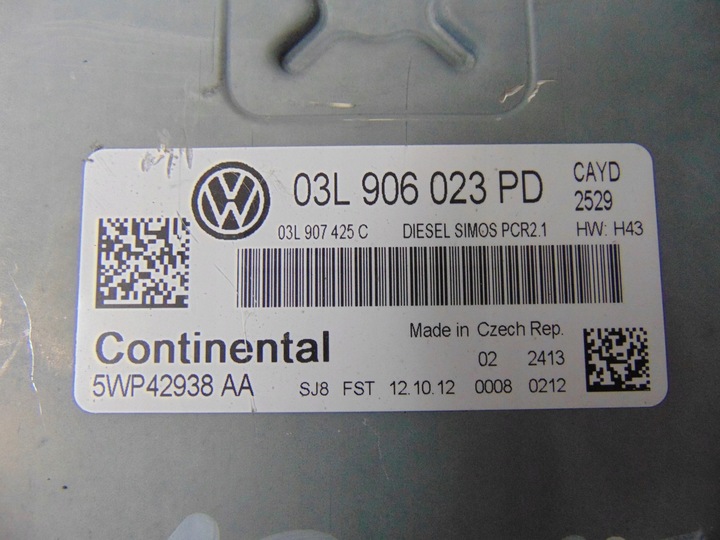 03L 906 023 PD CAYD
2529
03L 907 425 C DIESEL SIMOS PCR2.1 HW: H43
Continental Made in Czech Rep.
02 2413
5WP42938 AA SJ8 FST 12.10.12 0008 0212